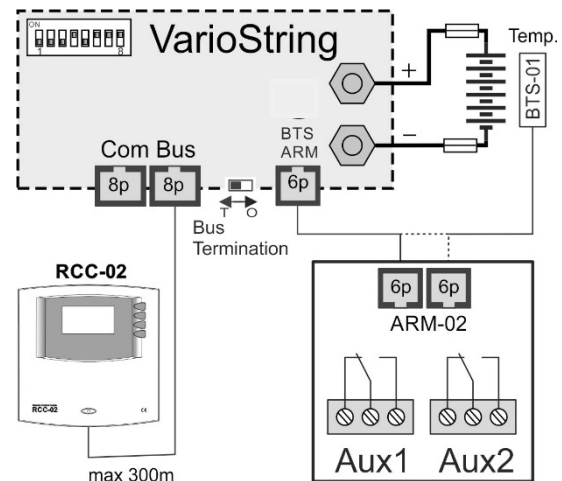 ON
1 8
VarioString
Temp.
BTS-01
+
−
BTS
ARM
Com Bus
8p 8p 6p
T O
Bus
Termination
RCC-02
6p 6p
ARM-02
RCC-02
Aux1 Aux2
max 300m